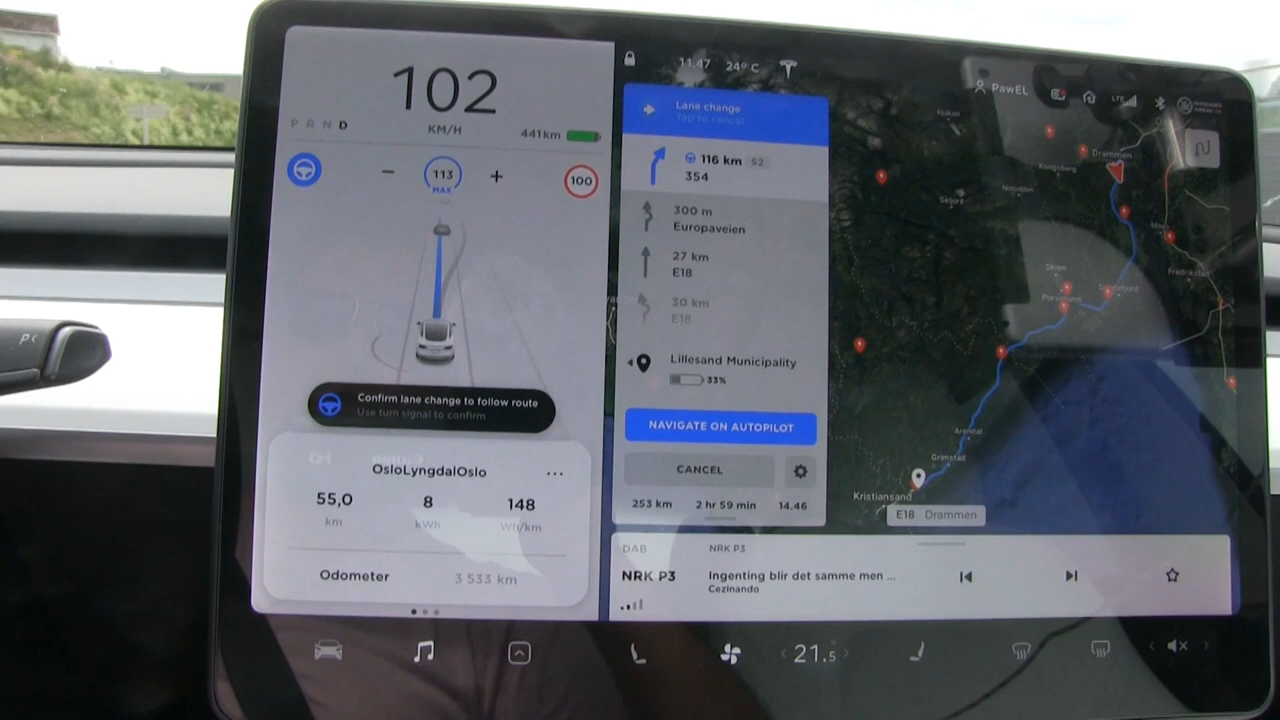 102
KM/H
P R N D
441km
113
MAX
100
Confirm lane change to follow route
Use turn signal to confirm
OsloLyngdalOslo
...
55,0
8
148
km
kWh
Wh/km
Odometer
3 533 km
11.47
24° C
Lane change
Tap to cancel
116 km 52
354
300 m
Europaveien
27 km
E18
30 km
E18
Lillesand Municipality
33%
NAVIGATE ON AUTOPILOT
CANCEL
253 km
2 hr 59 min
14.46
PawEL
LTE
Drammen
Kongsberg
Notodden
Skien
Porsgrunn
Fredrikstad
Arendal
Grimstad
Kristiansand
E18 Drammen
DAB
NRK P3
NRK P3
Ingenting blir det samme men ...
Cezinando
21.5